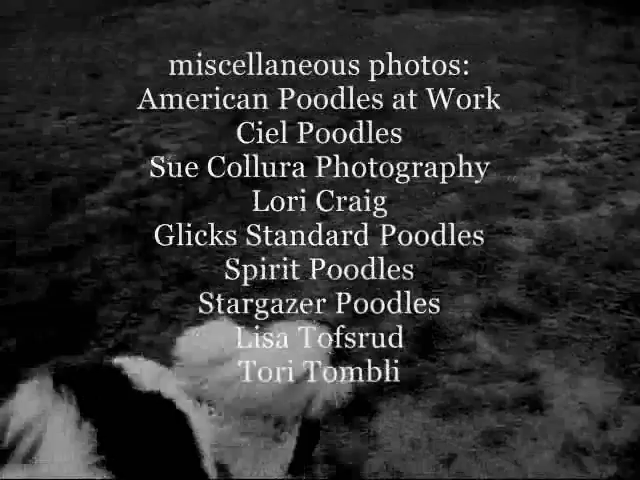 miscellaneous photos:
American Poodles at Work
Ciel Poodles
Sue Collura Photography
Lori Craig
Glicks Standard Poodles
Spirit Poodles
Stargazer Poodles
Lisa Tofsrud
Tori Tombli